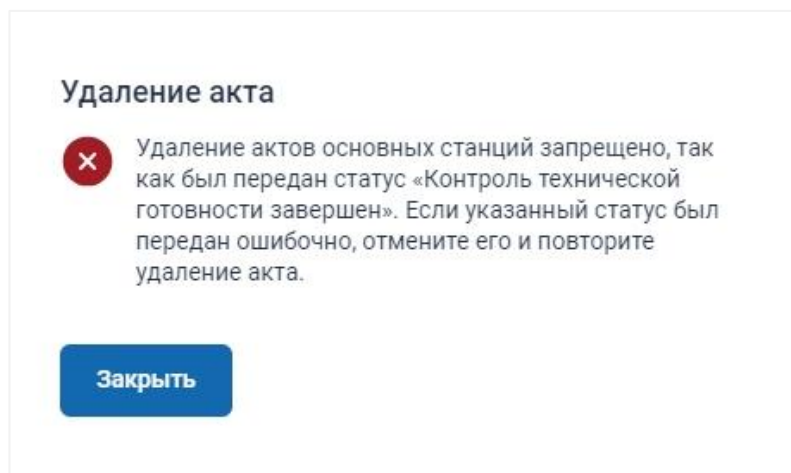 Удаление акта
Удаление актов основных станций запрещено, так
как был передан статус «Контроль технической
готовности завершен». Если указанный статус был
передан ошибочно, отмените его и повторите
удаление акта.
Закрыть